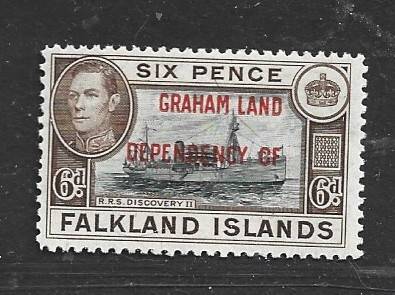 SIX PENCE
GRAHAM LAND
DEPENDENCY OF
6d.
6d.
R.R.S. DISCOVERY II
FALKLAND ISLANDS